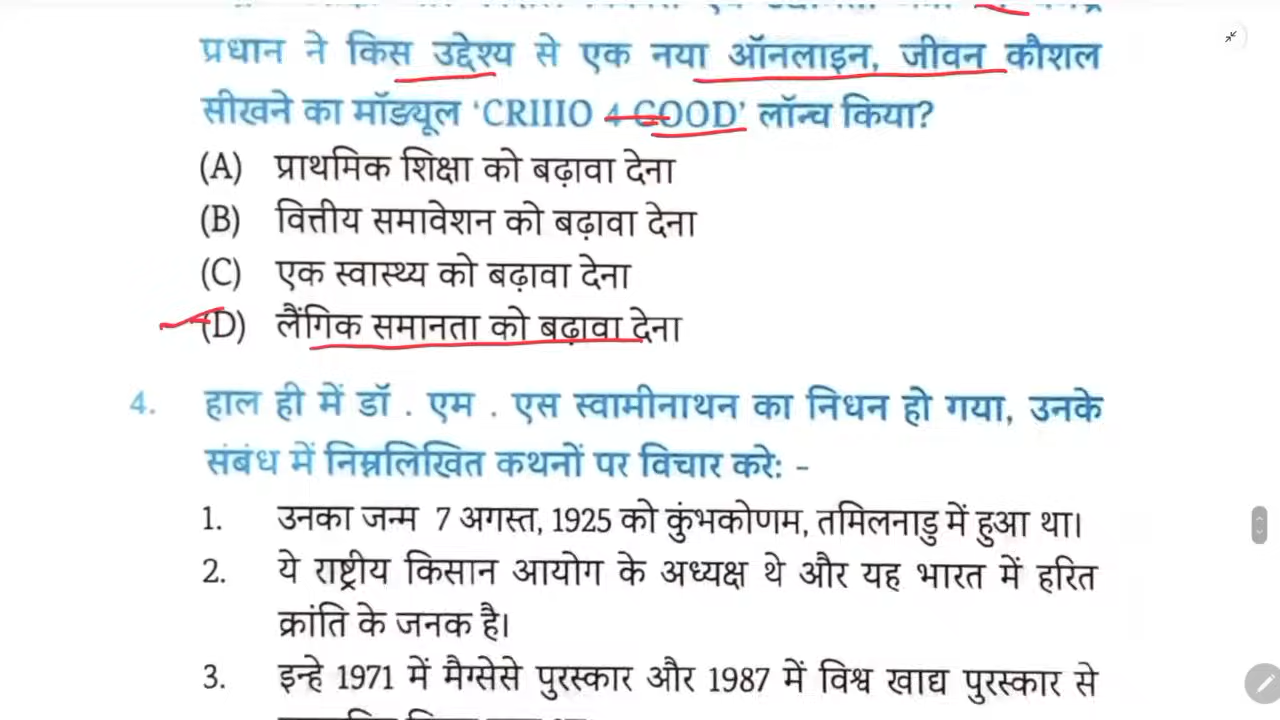 प्रधान ने किस उद्देश्य से एक नया ऑनलाइन, जीवन कौशल
सीखने का मॉड्यूल ‘CRIIIO 4 GOOD’ लॉन्च किया?
(A) प्राथमिक शिक्षा को बढ़ावा देना
(B) वित्तीय समावेशन को बढ़ावा देना
(C) एक स्वास्थ्य को बढ़ावा देना
(D) लैंगिक समानता को बढ़ावा देना
4. हाल ही में डॉ . एम . एस स्वामीनाथन का निधन हो गया, उनके
संबंध में निम्नलिखित कथनों पर विचार करे: -
1. उनका जन्म 7 अगस्त, 1925 को कुंभकोणम, तमिलनाडु में हुआ था।
2. ये राष्ट्रीय किसान आयोग के अध्यक्ष थे और यह भारत में हरित
क्रांति के जनक है।
3. इन्हे 1971 में मैग्सेसे पुरस्कार और 1987 में विश्व खाद्य पुरस्कार से